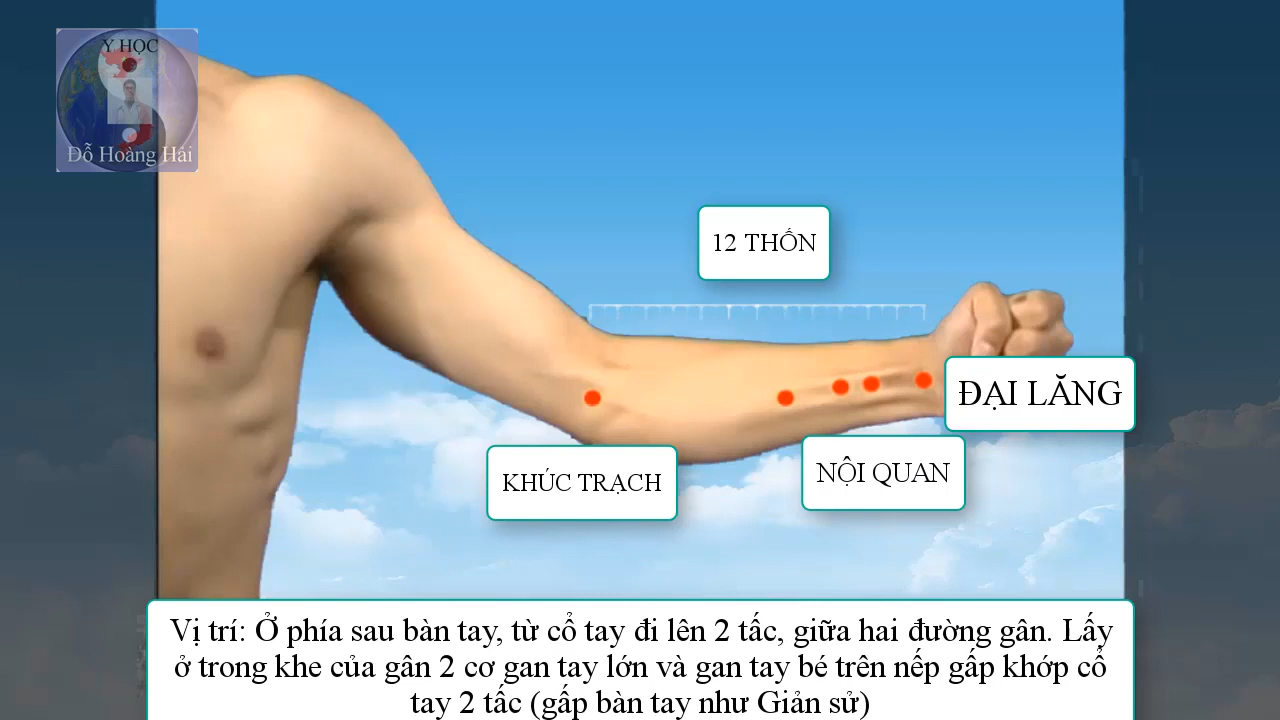 Y HỌC
Đỗ Hoàng Hải
12 THỐN
ĐẠI LĂNG
NỘI QUAN
KHÚC TRẠCH
Vị trí: Ở phía sau bàn tay, từ cổ tay đi lên 2 tấc, giữa hai đường gân. Lấy
ở trong khe của gân 2 cơ gan tay lớn và gan tay bé trên nếp gấp khớp cổ
tay 2 tấc (gấp bàn tay như Giản sử)